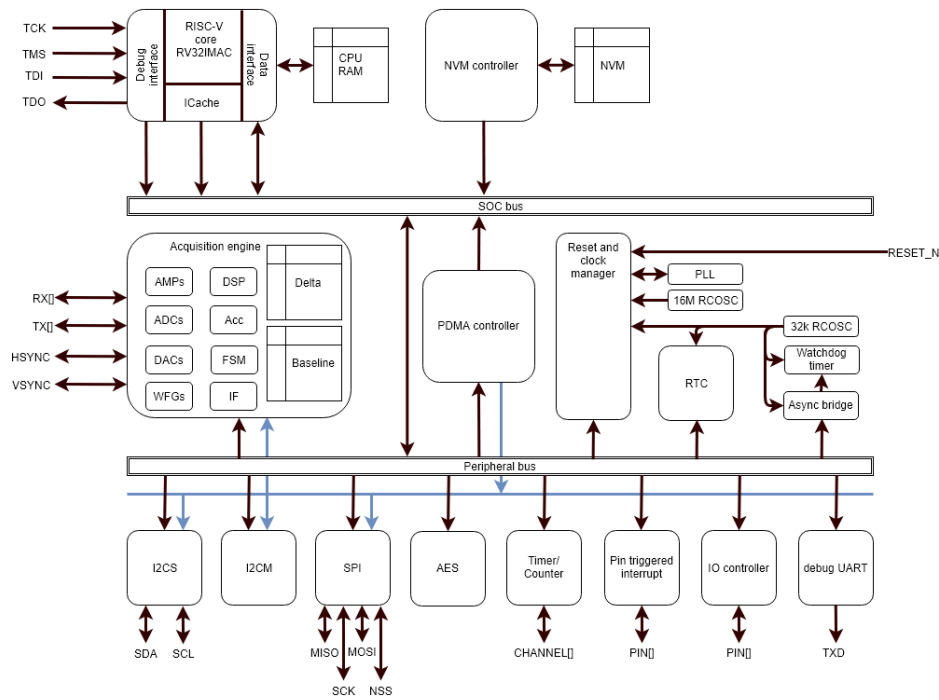 TCK
TMS
TDI
TDO
Debug
interface
RISC-V
core
RV32IMAC
ICache
Data
interface
CPU
RAM
NVM controller
NVM
SOC bus
Acquisition engine
AMPs
DSP
ADCs
Acc
DACs
FSM
WFGs
IF
Delta
Baseline
RX[]
TX[]
HSYNC
VSYNC
PDMA controller
Reset and
clock
manager
RESET_N
PLL
16M RCOSC
32k RCOSC
RTC
Watchdog
timer
Async bridge
Peripheral bus
I2CS
I2CM
SPI
AES
Timer/
Counter
Pin triggered
interrupt
IO controller
debug UART
SDA
SCL
MISO
MOSI
SCK
NSS
CHANNEL[]
PIN[]
PIN[]
TXD